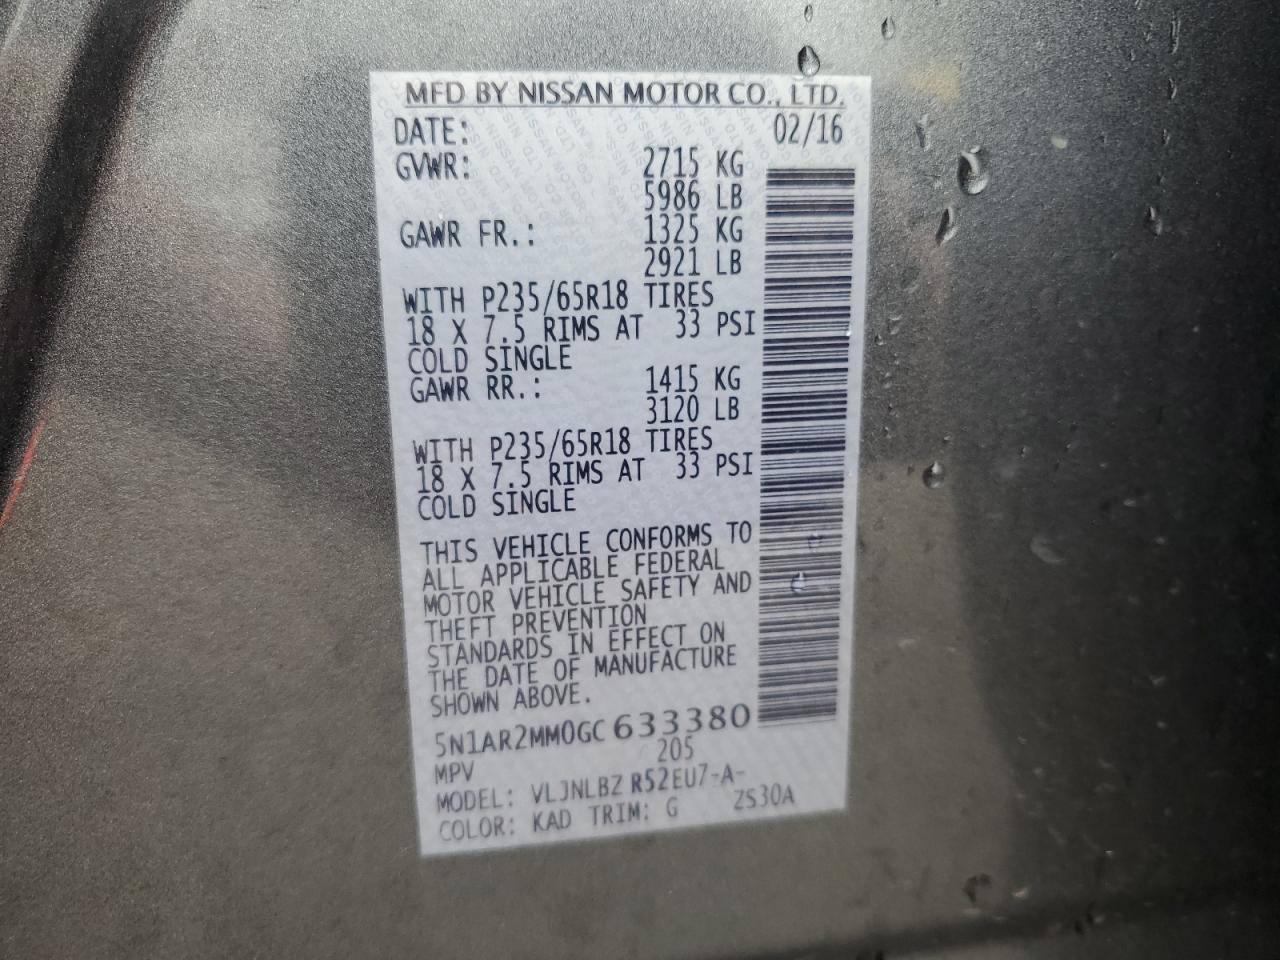 MFD BY NISSAN MOTOR CO., LTD.
DATE: 02/16
GVWR: 2715 KG
5986 LB
GAWR FR.: 1325 KG
2921 LB
WITH P235/65R18 TIRES
18 X 7.5 RIMS AT 33 PSI
COLD SINGLE
GAWR RR.: 1415 KG
3120 LB
WITH P235/65R18 TIRES
18 X 7.5 RIMS AT 33 PSI
COLD SINGLE
THIS VEHICLE CONFORMS TO
ALL APPLICABLE FEDERAL
MOTOR VEHICLE SAFETY AND
THEFT PREVENTION
STANDARDS IN EFFECT ON
THE DATE OF MANUFACTURE
SHOWN ABOVE.
5N1AR2MM0GC633380
MPV 205
MODEL: VLJNLBZ R52EU7-A-
COLOR: KAD TRIM: G ZS30A